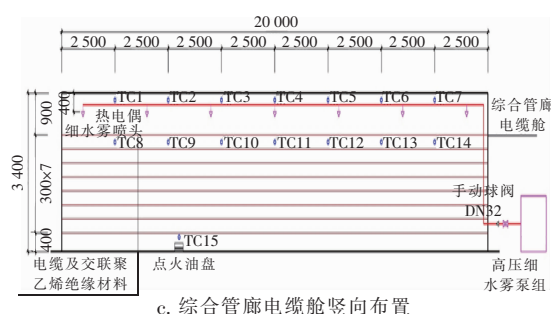 20 000
2 500 2 500 2 500 2 500 2 500 2 500 2 500 2 500
900
400
TC1 TC2 TC3 TC4 TC5 TC6 TC7
热电偶
细水雾喷头
综合管廊
电缆舱
TC8 TC9 TC10 TC11 TC12 TC13 TC14
3 400
300×7
手动球阀
DN32
400
TC15
电缆及交联聚
乙烯绝缘材料
点火油盘
高压细
水雾泵组
c. 综合管廊电缆舱竖向布置